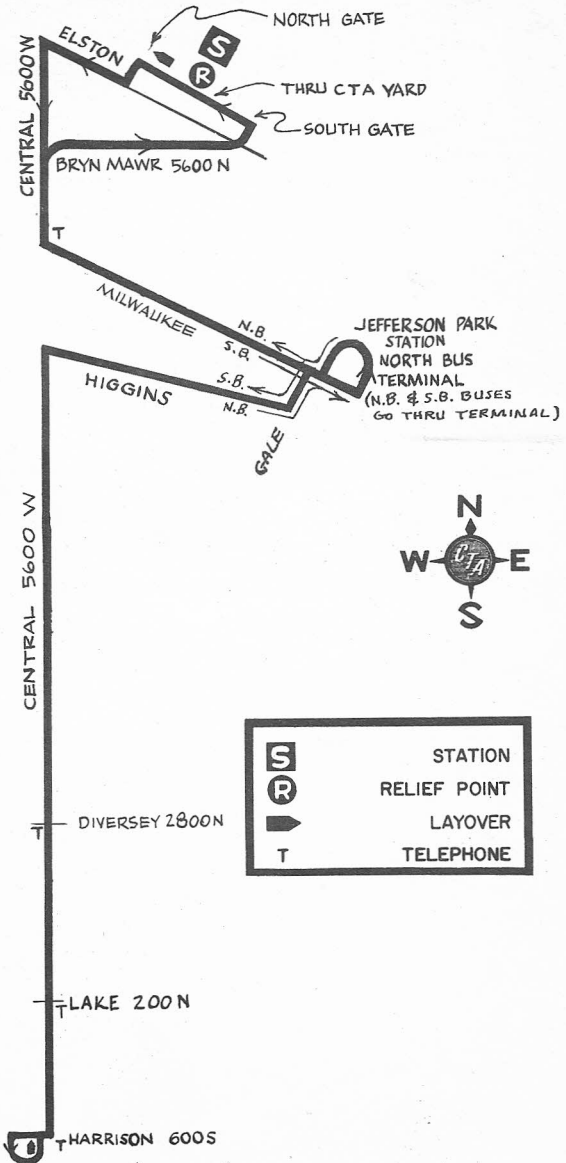 NORTH GATE
ELSTON
S
R
THRU CTA YARD
SOUTH GATE
CENTRAL 5600W
BRYN MAWR 5600 N
T
MILWAUKEE
N.B.
S.B.
JEFFERSON PARK
STATION
NORTH BUS
TERMINAL
(N.B. & S.B. BUSES
GO THRU TERMINAL)
HIGGINS
S.B.
N.B.
GALE
N
W CTA E
S
CENTRAL 5600 W
S STATION
R RELIEF POINT
LAYOVER
T TELEPHONE
T DIVERSEY 2800N
T LAKE 200 N
T HARRISON 600S